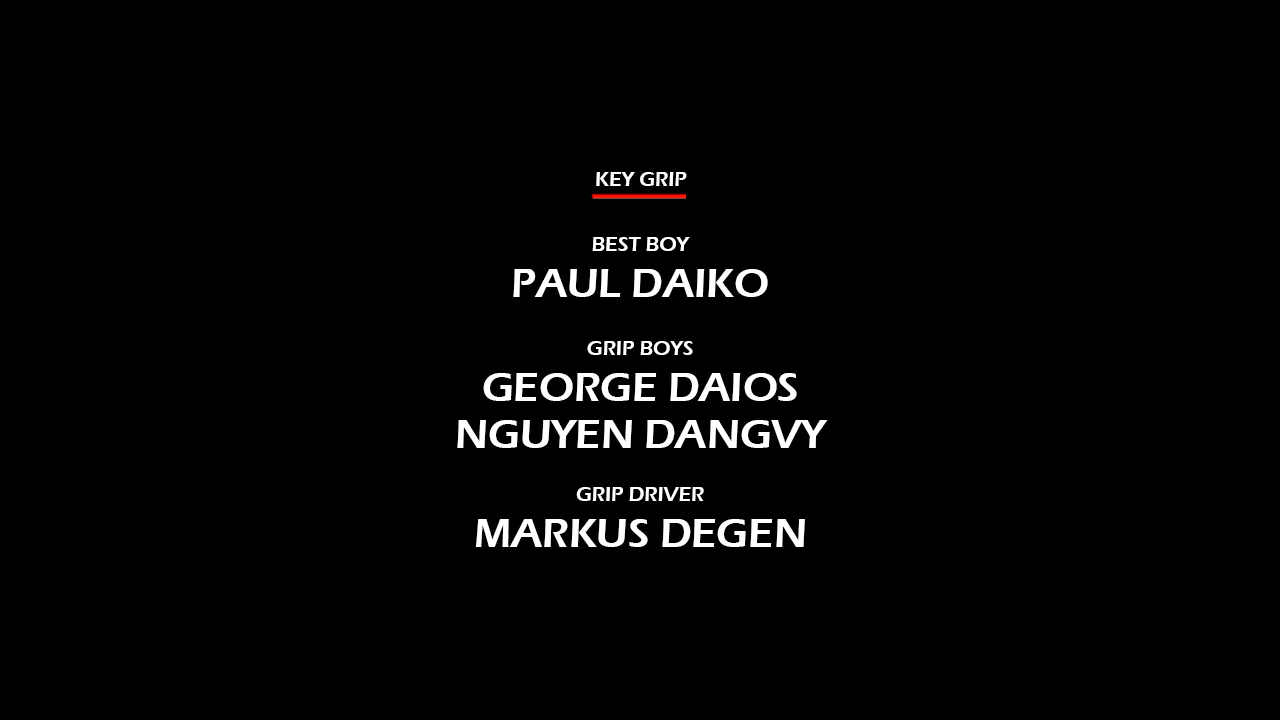 KEY GRIP
BEST BOY
PAUL DAIKO
GRIP BOYS
GEORGE DAIOS
NGUYEN DANGVY
GRIP DRIVER
MARKUS DEGEN